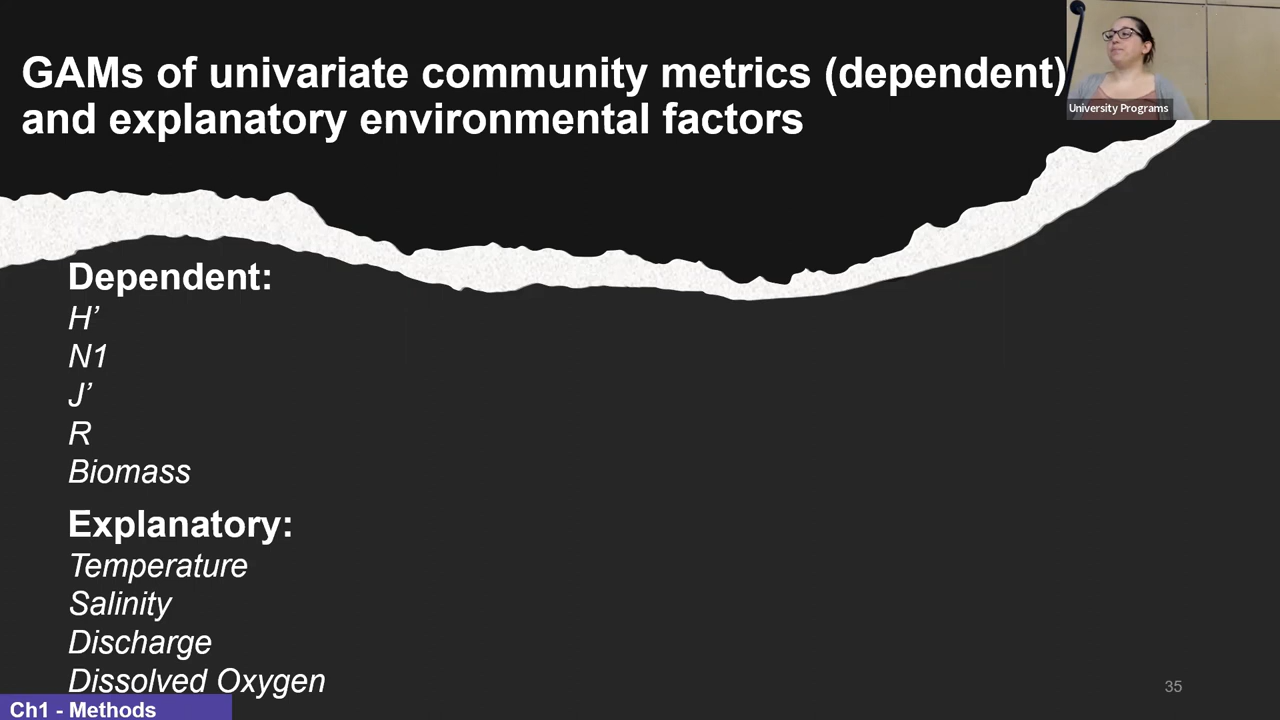 GAMs of univariate community metrics (dependent)
and explanatory environmental factors
University Programs
Dependent:
H’
N1
J’
R
Biomass
Explanatory:
Temperature
Salinity
Discharge
Dissolved Oxygen
35
Ch1 - Methods